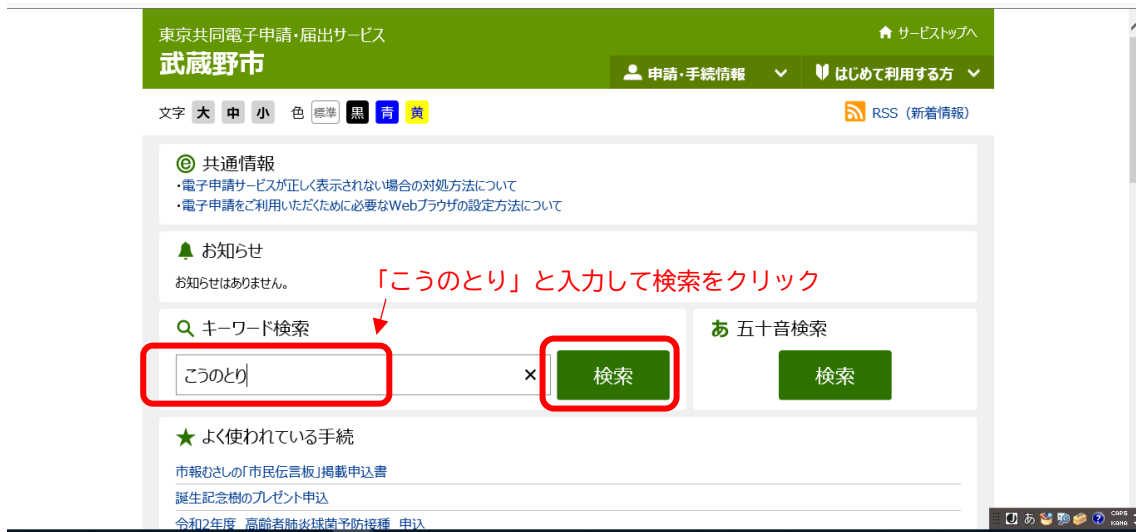 東京共同電子申請・届出サービス
サービストップへ
武蔵野市
申請・手続情報
はじめて利用する方
文字 大 中 小 色 標準 黒 青 黄
RSS（新着情報）
共通情報
・電子申請サービスが正しく表示されない場合の対処方法について
・電子申請をご利用いただくために必要なWebブラウザの設定方法について
お知らせ
お知らせはありません。
「こうのとり」と入力して検索をクリック
キーワード検索
あ 五十音検索
こうのとり
×
検索
検索
よく使われている手続
市報むさしの「市民伝言板」掲載申込書
誕生記念樹のプレゼント申込
令和2年度 高齢者肺炎球菌予防接種 申込
あ
CAPS
KANA